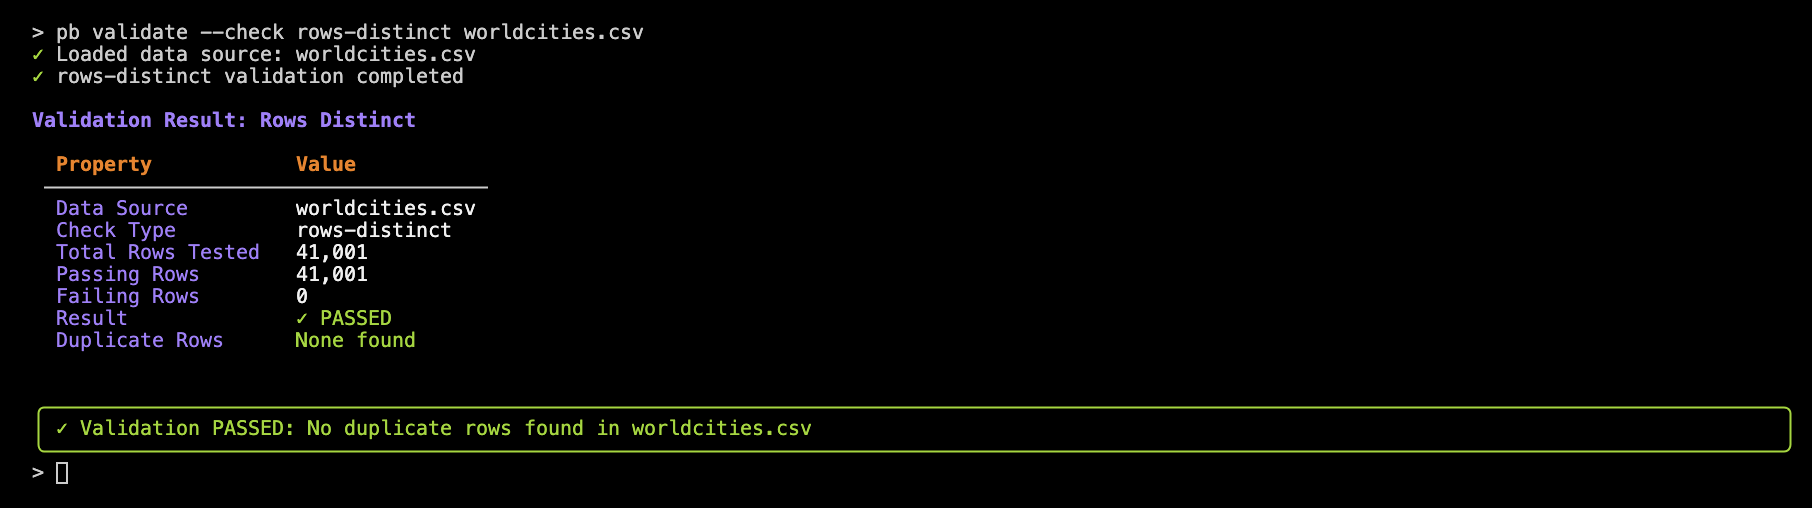 > pb validate --check rows-distinct worldcities.csv
✓ Loaded data source: worldcities.csv
✓ rows-distinct validation completed
Validation Result: Rows Distinct
Property Value
Data Source worldcities.csv
Check Type rows-distinct
Total Rows Tested 41,001
Passing Rows 41,001
Failing Rows 0
Result ✓ PASSED
Duplicate Rows None found
✓ Validation PASSED: No duplicate rows found in worldcities.csv
>